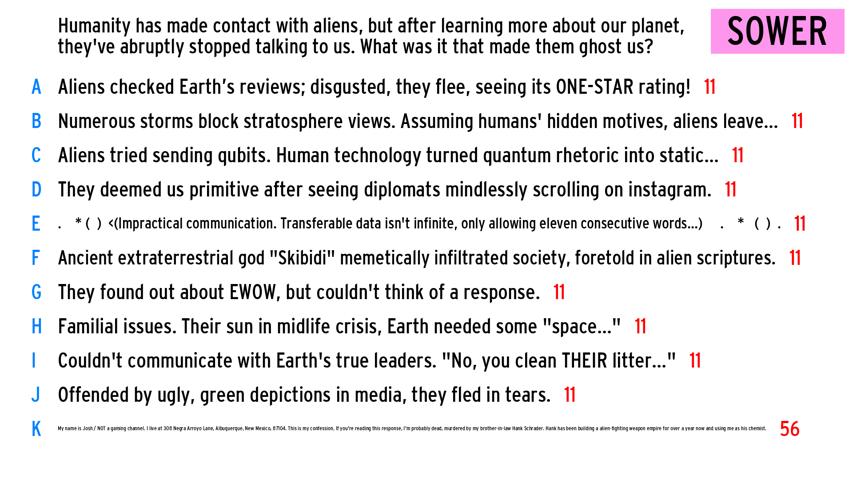 Humanity has made contact with aliens, but after learning more about our planet,
they've abruptly stopped talking to us. What was it that made them ghost us?
SOWER
A Aliens checked Earth's reviews; disgusted, they flee, seeing its ONE-STAR rating! 11
B Numerous storms block stratosphere views. Assuming humans' hidden motives, aliens leave... 11
C Aliens tried sending qubits. Human technology turned quantum rhetoric into static... 11
D They deemed us primitive after seeing diplomats mindlessly scrolling on instagram. 11
E . *( ) <(Impractical communication. Transferable data isn't infinite, only allowing eleven consecutive words...) . * ( ) . 11
F Ancient extraterrestrial god "Skibidi" memetically infiltrated society, foretold in alien scriptures. 11
G They found out about EWOW, but couldn't think of a response. 11
H Familial issues. Their sun in midlife crisis, Earth needed some "space..." 11
I Couldn't communicate with Earth's true leaders. "No, you clean THEIR litter..." 11
J Offended by ugly, green depictions in media, they fled in tears. 11
K My name is Josh / NOT a gaming channel. I live at 308 Negra Arroyo Lane, Albuquerque, New Mexico, 87104. This is my confession. If you're reading this response, I'm probably dead, murdered by my brother-in-law Hank Schrader. Hank has been building a alien-fighting weapon empire for over a year now and using me as his chemist. 56